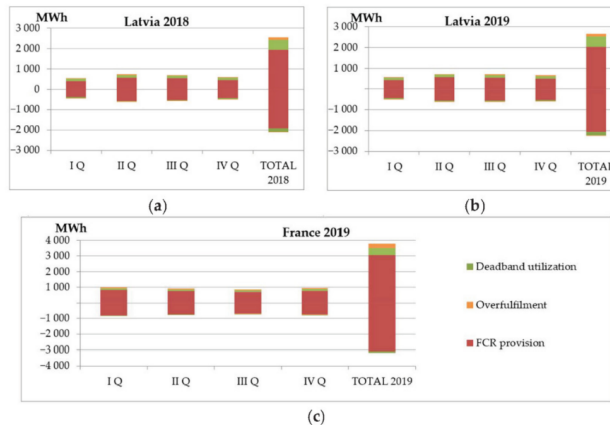 MWh
Latvia 2018
3 000
2 000
1 000
0
−1 000
−2 000
−3 000
I Q
II Q
III Q
IV Q
TOTAL
2018
(a)
MWh
Latvia 2019
3 000
2 000
1 000
0
−1 000
−2 000
−3 000
I Q
II Q
III Q
IV Q
TOTAL
2019
(b)
MWh
France 2019
4 000
3 000
2 000
1 000
−1 000
−2 000
−3 000
−4 000
I Q
II Q
III Q
IV Q
TOTAL 2019
Deadband utilization
Overfulfilment
FCR provision
(c)